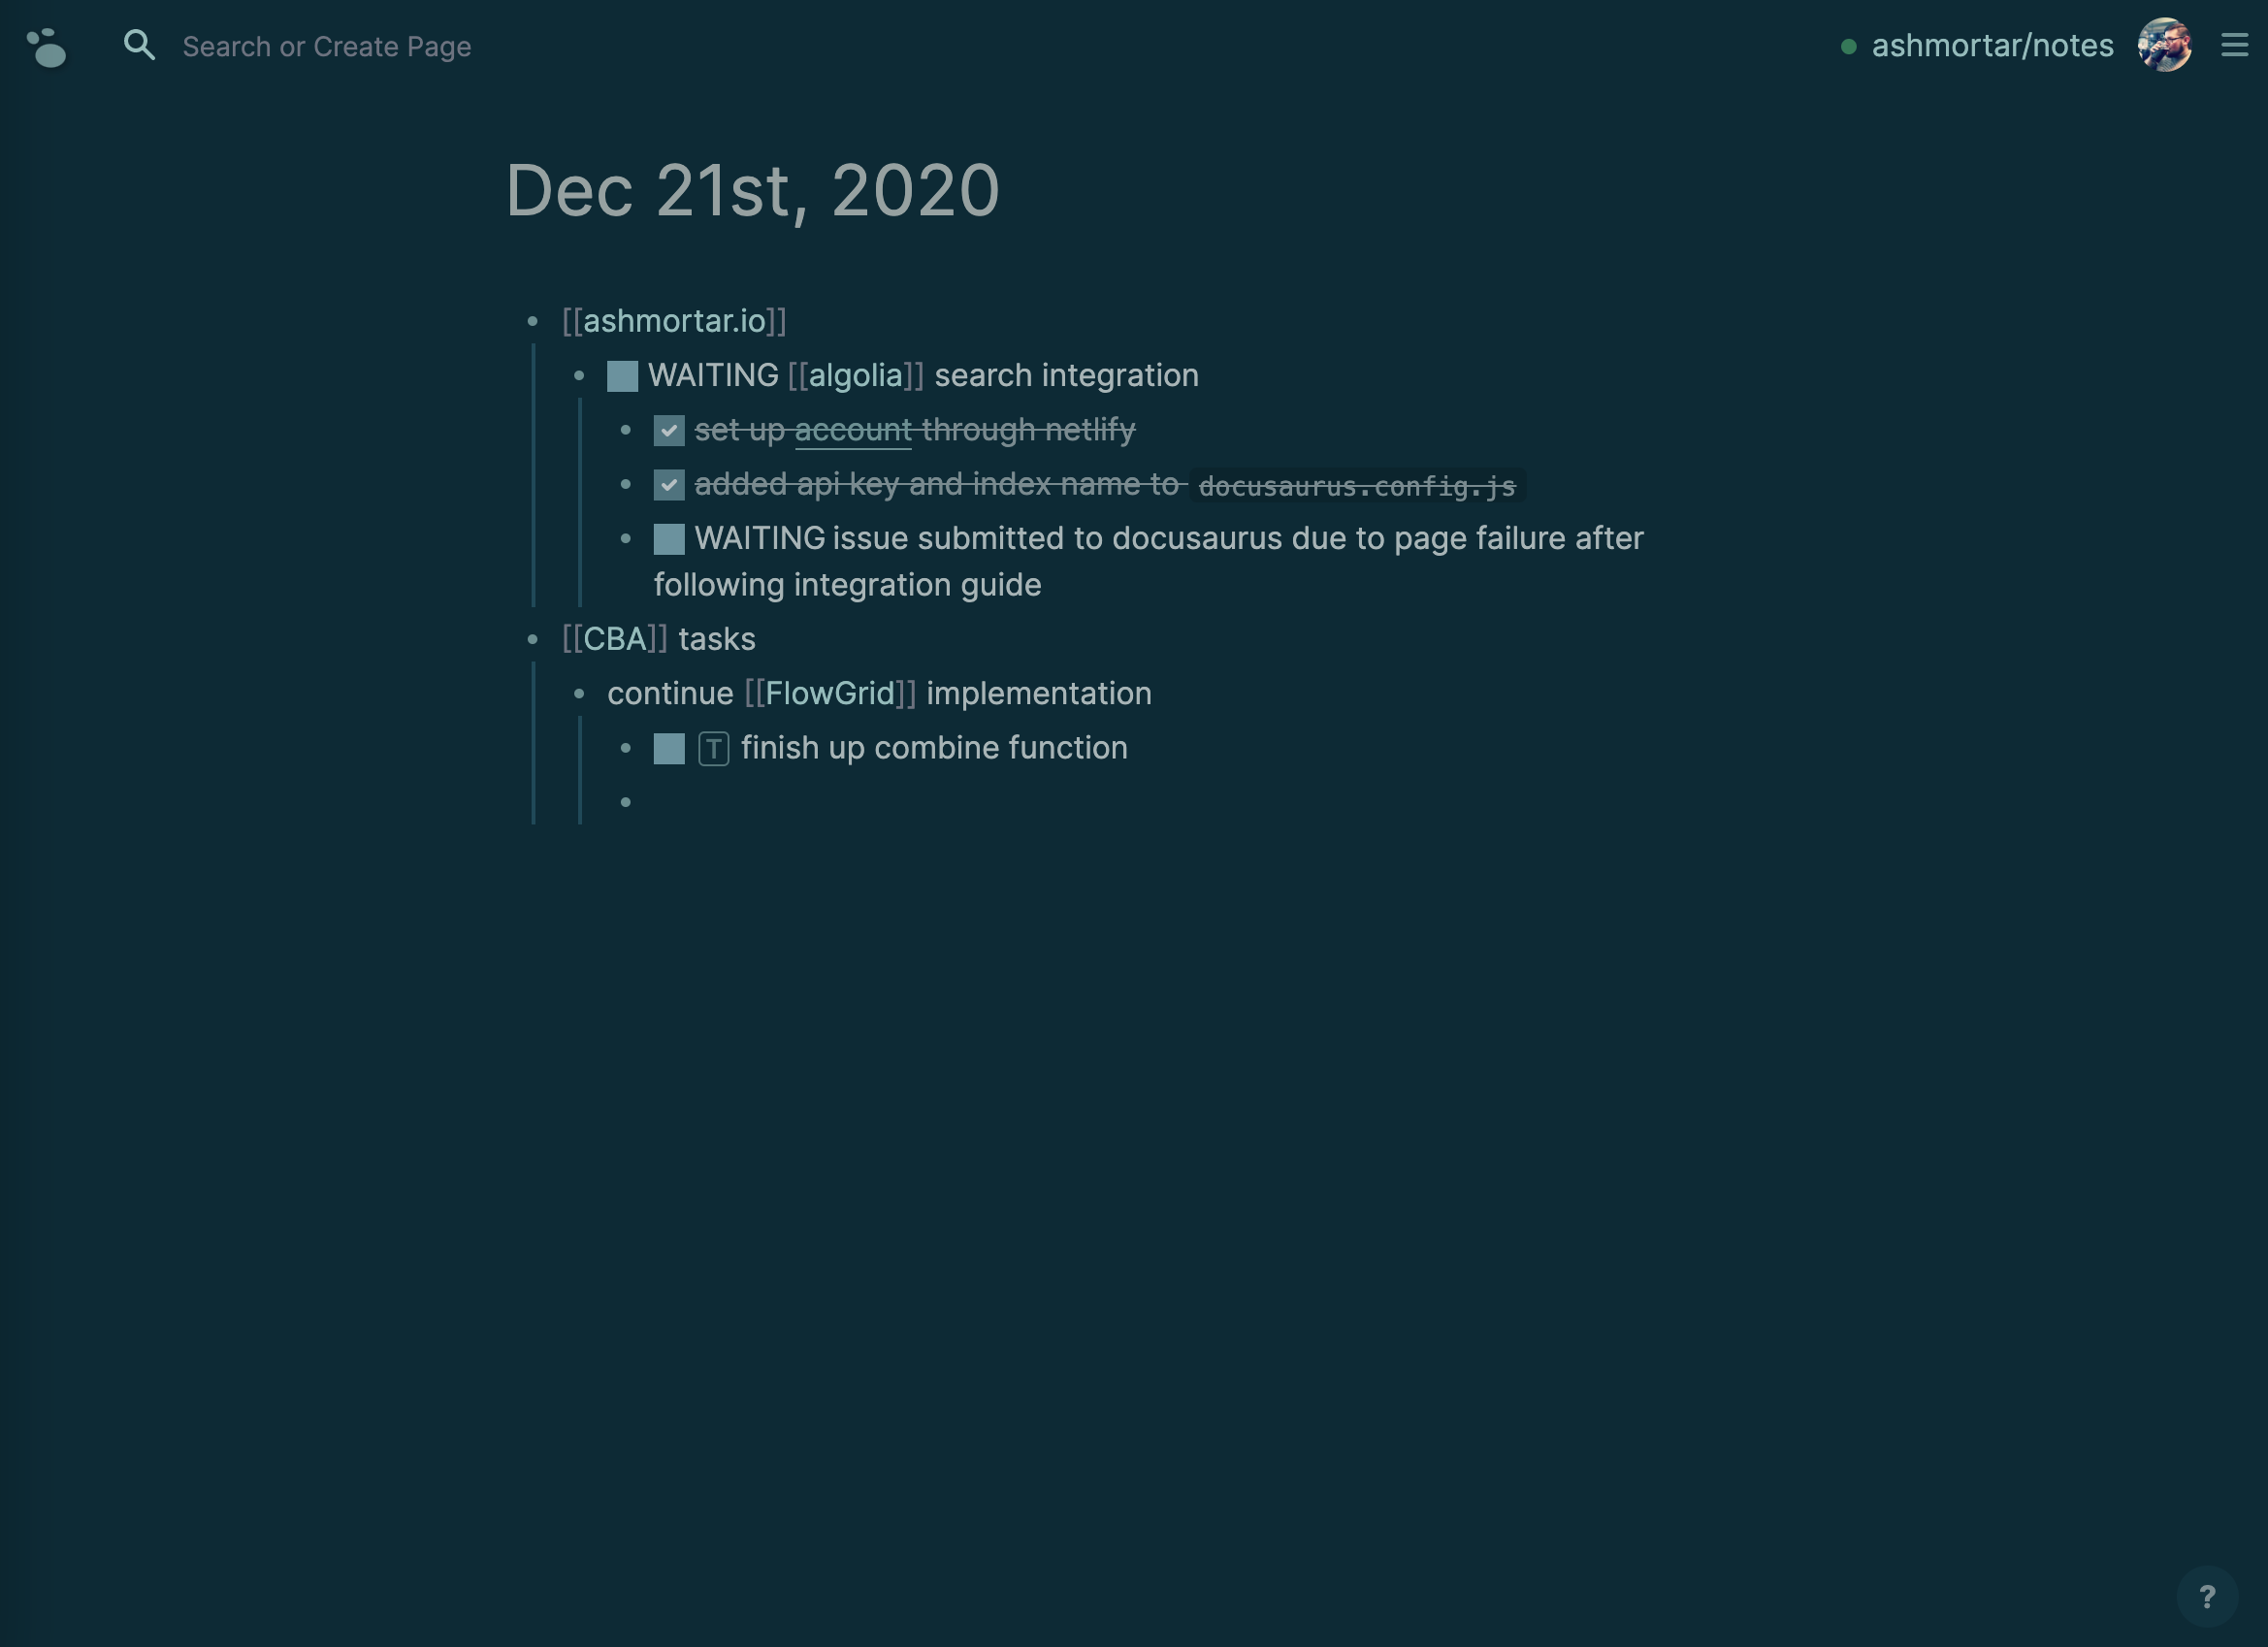 Search or Create Page
ashmortar/notes
Dec 21st, 2020
[[ashmortar.io]]
WAITING [[algolia]] search integration
set up account through netlify
added api key and index name to docusaurus.config.js
WAITING issue submitted to docusaurus due to page failure after
following integration guide
[[CBA]] tasks
continue [[FlowGrid]] implementation
T finish up combine function
?